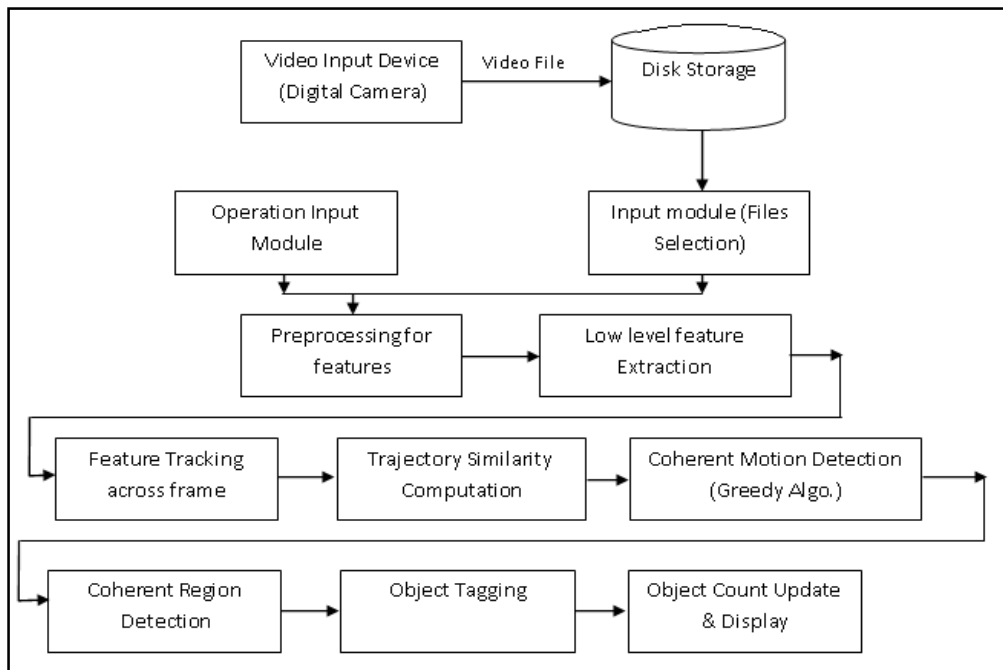 Video Input Device
(Digital Camera)
Video File
Disk Storage
Operation Input
Module
Input module (Files
Selection)
Preprocessing for
features
Low level feature
Extraction
Feature Tracking
across frame
Trajectory Similarity
Computation
Coherent Motion Detection
(Greedy Algo.)
Coherent Region
Detection
Object Tagging
Object Count Update
& Display